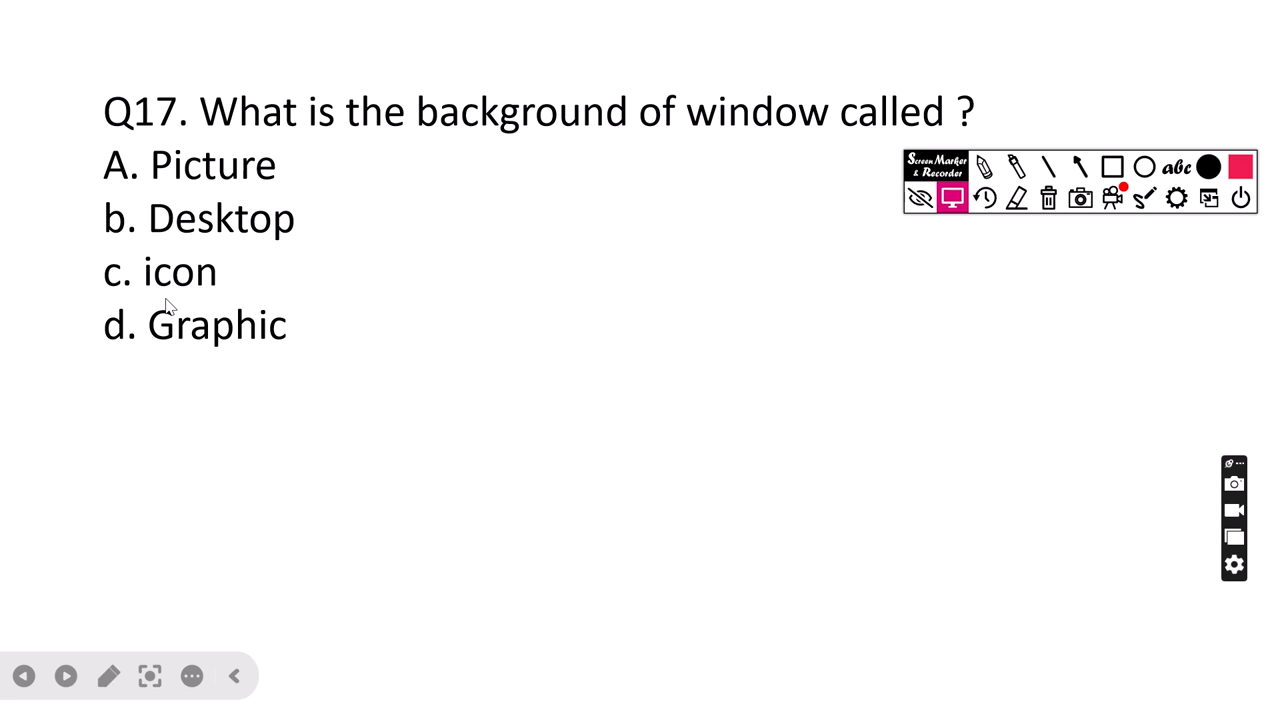 Q17. What is the background of window called ?
A. Picture
b. Desktop
c. icon
d. Graphic
Screen Marker
& Recorder
abc